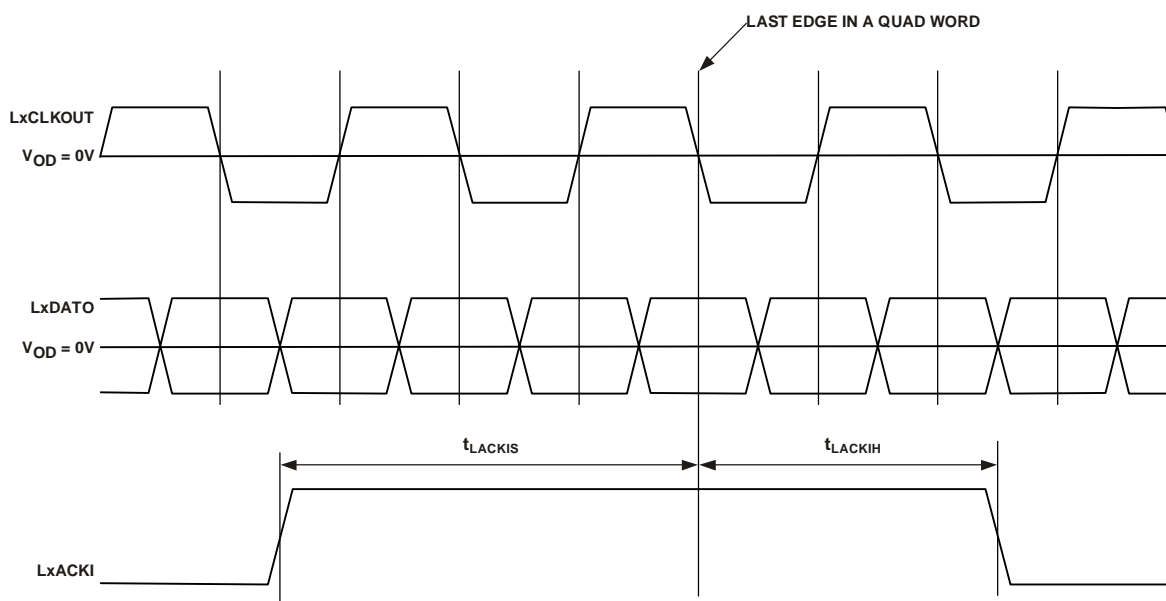 LAST EDGE IN A QUAD WORD
LxCLKOUT
VOD = 0V
LxDATO
VOD = 0V
tLACKIS
tLACKIH
LxACKI